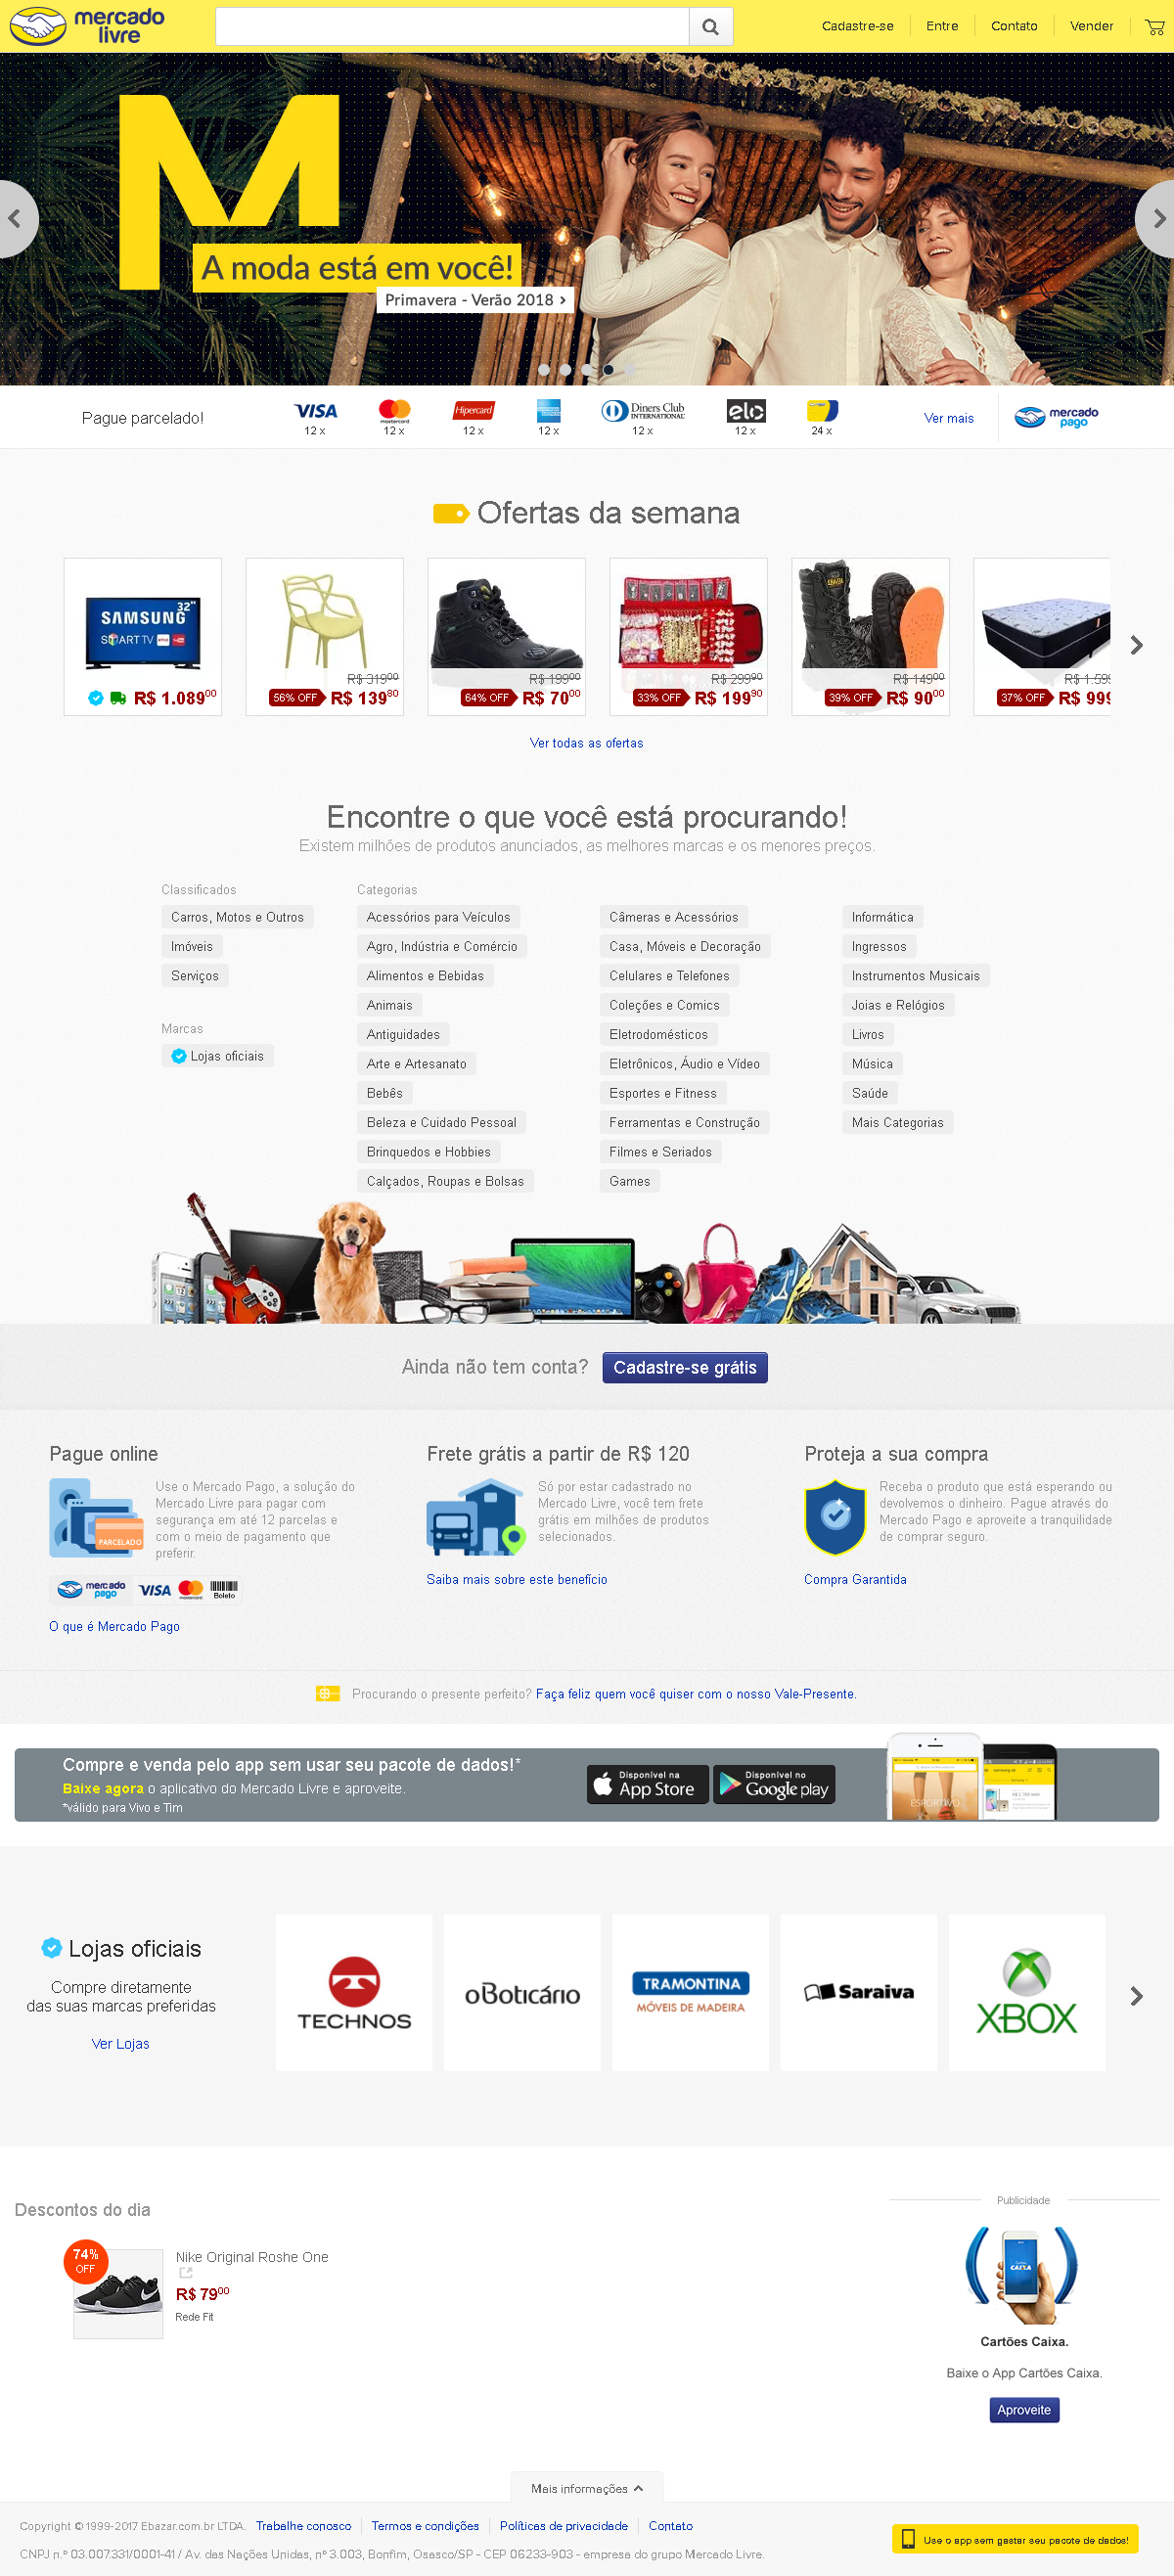 mercado
livre
Cadastre-se
Entre
Contato
Vender
M
A moda está em você!
Primavera - Verão 2018
Pague parcelado!
VISA
12 x
mastercard
12 x
Hipercard
12 x
12 x
Diners Club
INTERNATIONAL
12 x
elo
12 x
24 x
Ver mais
mercado
pago
Ofertas da semana
32"
SAMSUNG
SMART TV
R$ 1.089 00
R$ 319 00
56% OFF
R$ 139 80
R$ 199 00
64% OFF
R$ 70 00
R$ 299 90
33% OFF
R$ 199 90
R$ 149 00
39% OFF
R$ 90 00
R$ 1.599
37% OFF
R$ 999
Ver todas as ofertas
Encontre o que você está procurando!
Existem milhões de produtos anunciados, as melhores marcas e os menores preços.
Classificados
Carros, Motos e Outros
Imóveis
Serviços
Marcas
Lojas oficiais
Categorias
Acessórios para Veículos
Agro, Indústria e Comércio
Alimentos e Bebidas
Animais
Antiguidades
Arte e Artesanato
Bebês
Beleza e Cuidado Pessoal
Brinquedos e Hobbies
Calçados, Roupas e Bolsas
Câmeras e Acessórios
Casa, Móveis e Decoração
Celulares e Telefones
Coleções e Comics
Eletrodomésticos
Eletrônicos, Áudio e Vídeo
Esportes e Fitness
Ferramentas e Construção
Filmes e Seriados
Games
Informática
Ingressos
Instrumentos Musicais
Joias e Relógios
Livros
Música
Saúde
Mais Categorias
Ainda não tem conta?
Cadastre-se grátis
Pague online
PARCELADO
Use o Mercado Pago, a solução do
Mercado Livre para pagar com
segurança em até 12 parcelas e
com o meio de pagamento que
preferir.
mercado
pago
VISA
mastercard
Boleto
O que é Mercado Pago
Frete grátis a partir de R$ 120
Só por estar cadastrado no
Mercado Livre, você tem frete
grátis em milhões de produtos
selecionados.
Saiba mais sobre este benefício
Proteja a sua compra
Receba o produto que está esperando ou
devolvemos o dinheiro. Pague através do
Mercado Pago e aproveite a tranquilidade
de comprar seguro.
Compra Garantida
Procurando o presente perfeito? Faça feliz quem você quiser com o nosso Vale-Presente.
Compre e venda pelo app sem usar seu pacote de dados!*
Baixe agora o aplicativo do Mercado Livre e aproveite.
*válido para Vivo e Tim
Disponível na
App Store
Disponível no
Google play
ESPORTIVO
Lojas oficiais
Compre diretamente
das suas marcas preferidas
Ver Lojas
TECHNOS
oBoticário
TRAMONTINA
MÓVEIS DE MADEIRA
Saraiva
XBOX
Descontos do dia
74%
OFF
Nike Original Roshe One
R$ 79 00
Rede Fit
Publicidade
CAIXA
Cartões Caixa.
Baixe o App Cartões Caixa.
Aproveite
Mais informações
Copyright © 1999-2017 Ebazar.com.br LTDA.
Trabalhe conosco
Termos e condições
Políticas de privacidade
Contato
CNPJ n.º 03.007.331/0001-41 / Av. das Nações Unidas, nº 3.003, Bonfim, Osasco/SP - CEP 06233-903 - empresa do grupo Mercado Livre.
Use o app sem gastar seu pacote de dados!